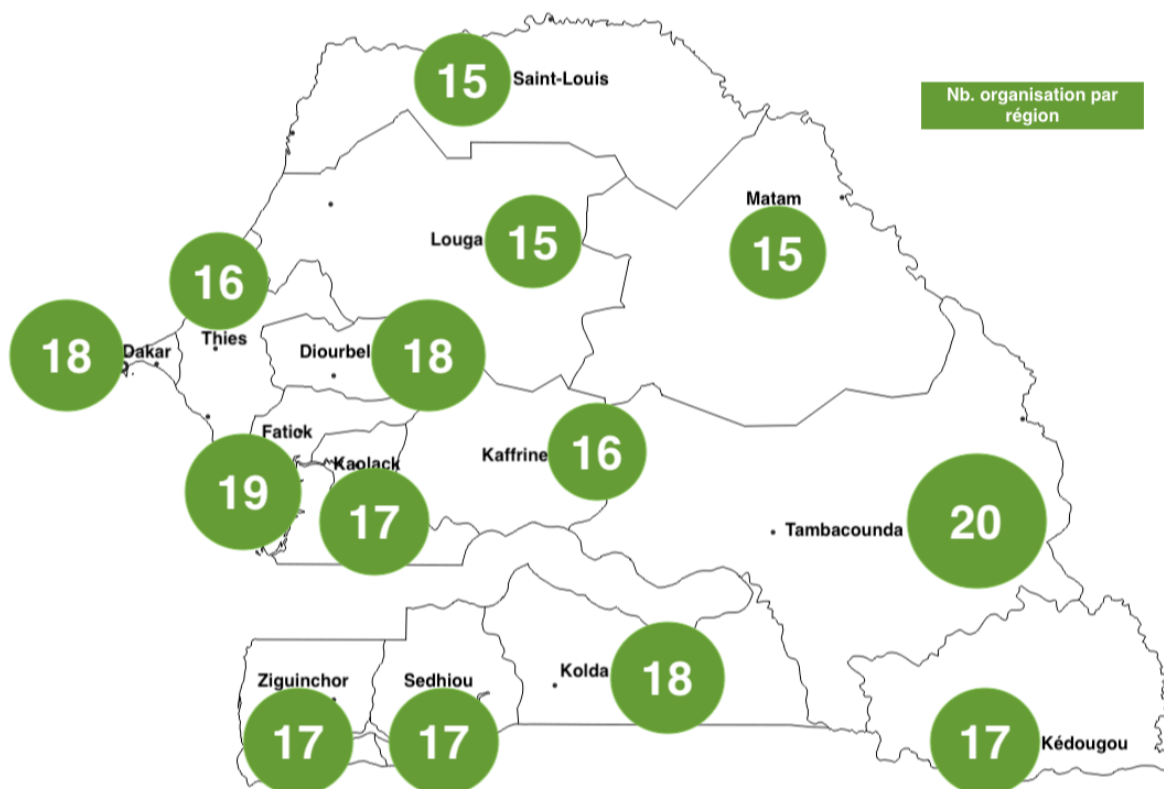 15
Saint-Louis
Nb. organisation par
région
Matam
Louga
15
15
16
Thies
18
Dakar
Diourbel
18
Fatick
Kaolack
Kaffrine
16
19
17
Tambacounda
20
Ziguinchor
Sedhiou
Kolda
18
17
17
17
Kédougou